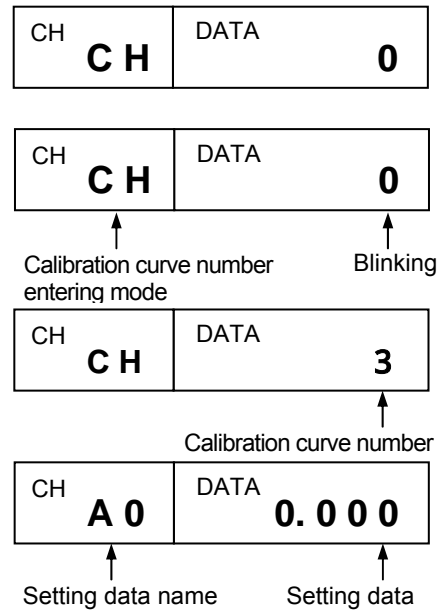 CH DATA
C H 0
CH DATA
C H 0
Calibration curve number Blinking
entering mode
CH DATA
C H 3
Calibration curve number
CH DATA
A 0 0. 0 0 0
Setting data name Setting data